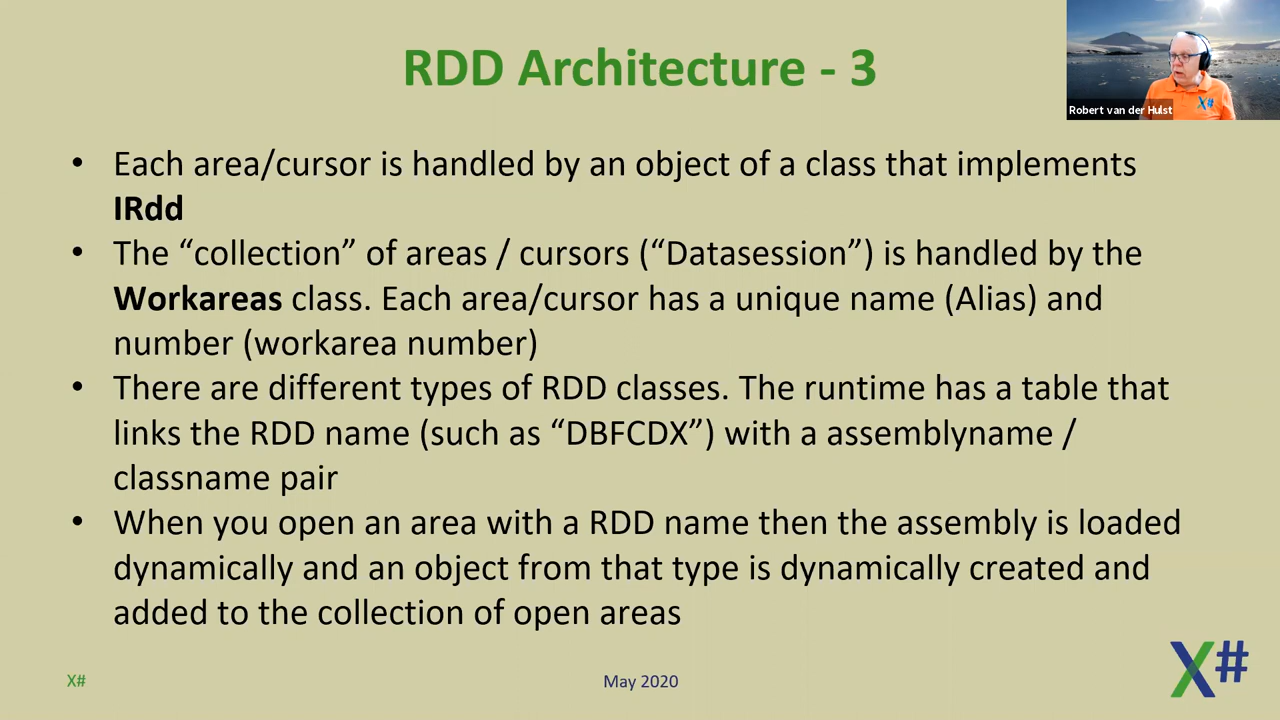 RDD Architecture - 3
X#
Robert van der Hulst
X#
• Each area/cursor is handled by an object of a class that implements
IRdd
• The “collection” of areas / cursors (“Datasession”) is handled by the
Workareas class. Each area/cursor has a unique name (Alias) and
number (workarea number)
• There are different types of RDD classes. The runtime has a table that
links the RDD name (such as “DBFCDX”) with a assemblyname /
classname pair
• When you open an area with a RDD name then the assembly is loaded
dynamically and an object from that type is dynamically created and
added to the collection of open areas
X#
May 2020
X#